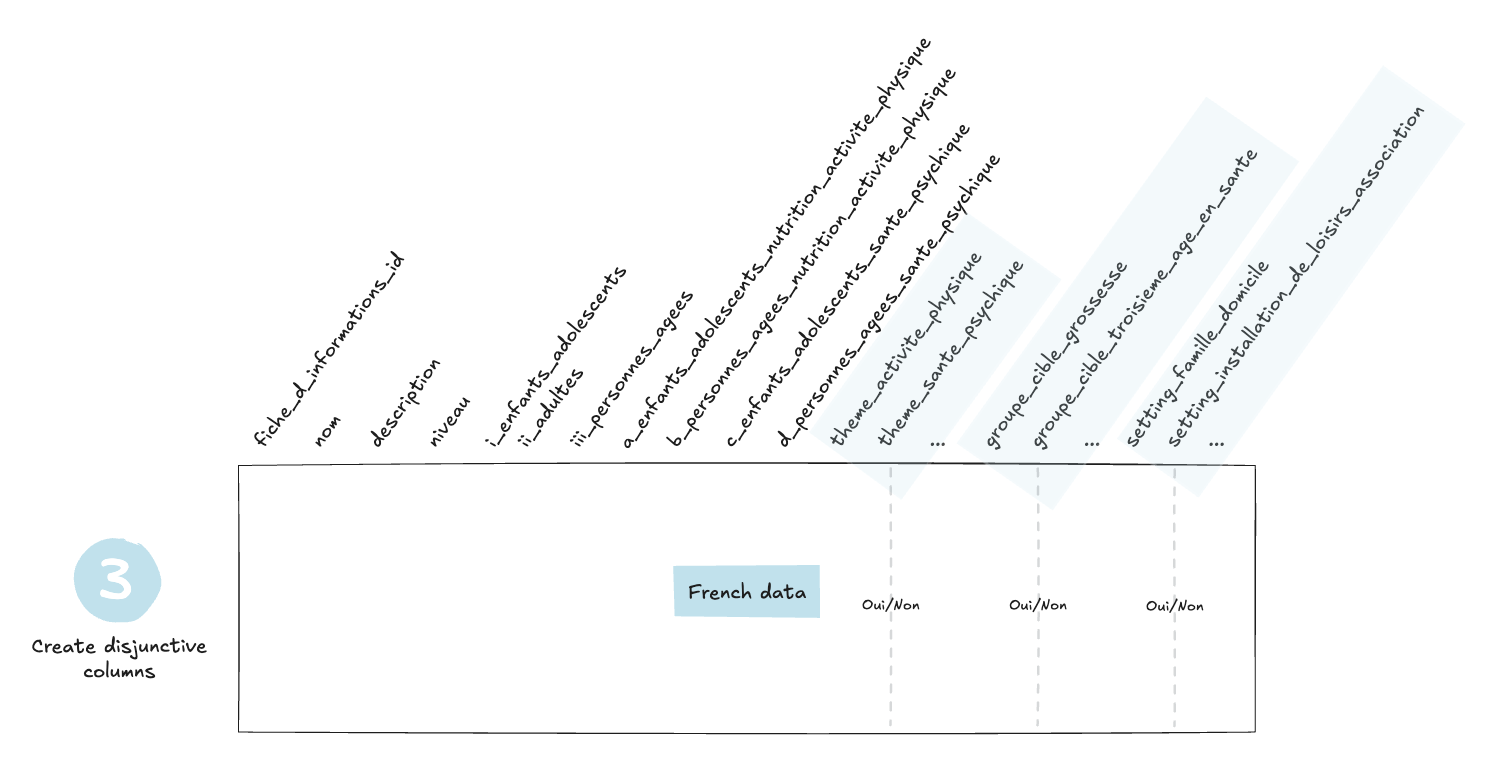 fiche_d_informations_id
nom
description
niveau
i_enfants_adolescents
ii_adultes
iii_personnes_agees
a_enfants_adolescents_nutrition_activite_physique
b_personnes_agees_nutrition_activite_physique
c_enfants_adolescents_sante_psychique
d_personnes_agees_sante_psychique
theme_activite_physique
theme_sante_psychique
...
groupe_cible_grossesse
groupe_cible_troisieme_age_en_sante
...
setting_famille_domicile
setting_installation_de_loisirs_association
...
3
Create disjunctive
columns
French data
Oui/Non
Oui/Non
Oui/Non